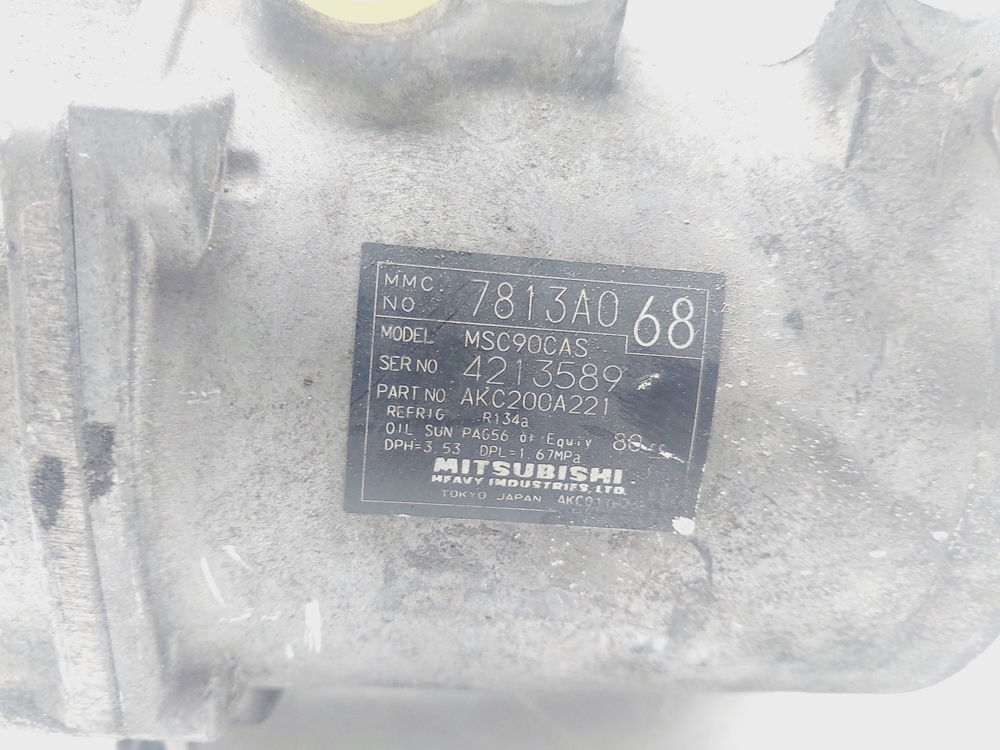 MMC. NO. 7813A068
MODEL MSC90CAS
SER NO 4213589
PART NO AKC200A221
REFRIG R134a
OIL SUN PAG56 or Equiv 80cc
DPH=3.53 DPL=1.67MPa
MITSUBISHI
HEAVY INDUSTRIES, LTD.
TOKYO JAPAN